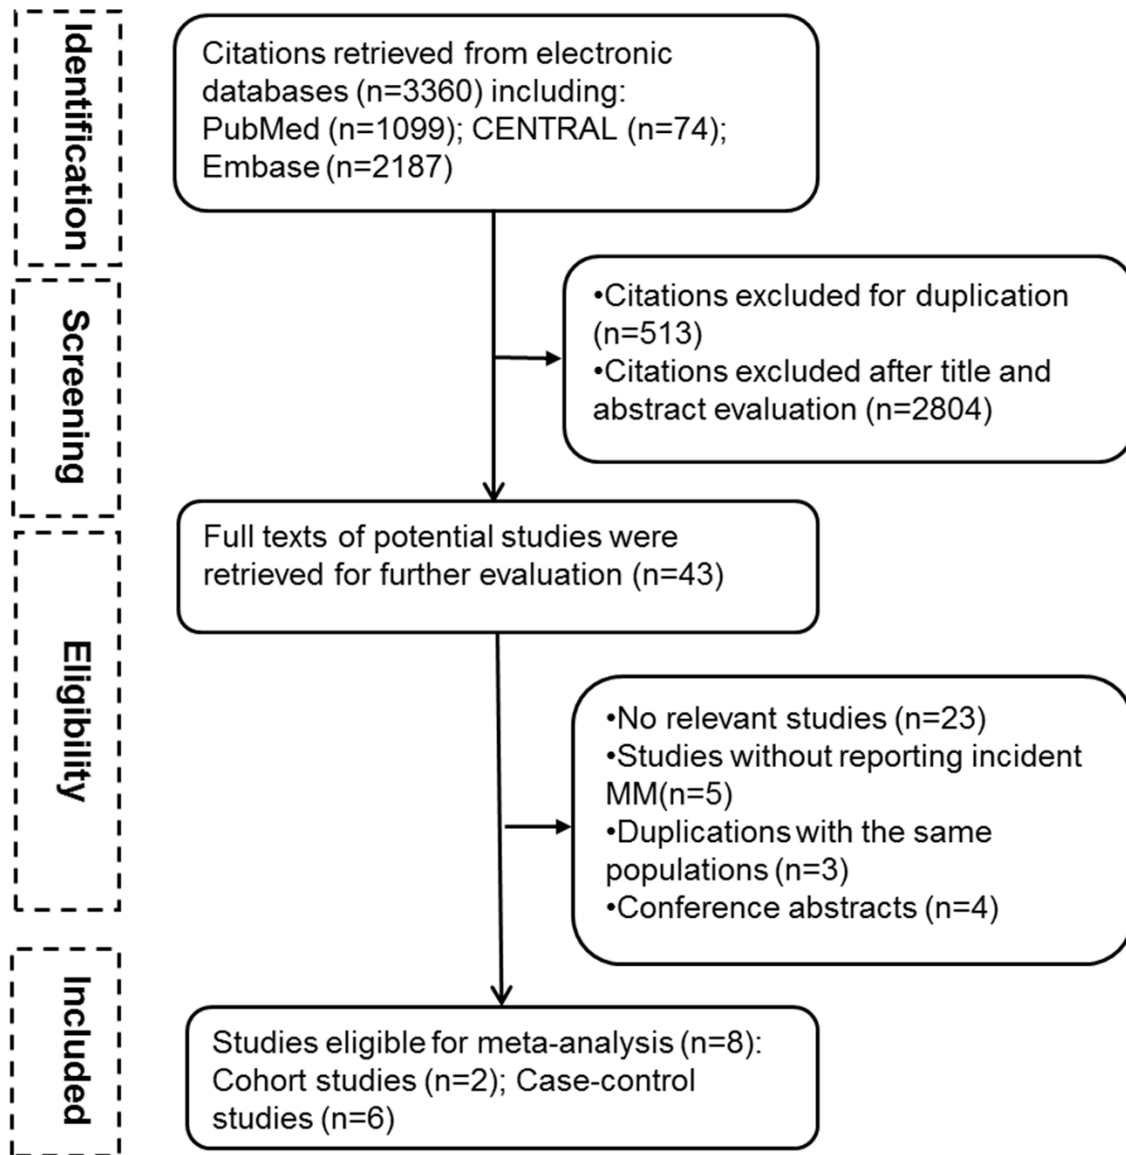 Identification
Citations retrieved from electronic
databases (n=3360) including:
PubMed (n=1099); CENTRAL (n=74);
Embase (n=2187)
Screening
•Citations excluded for duplication
(n=513)
•Citations excluded after title and
abstract evaluation (n=2804)
Eligibility
Full texts of potential studies were
retrieved for further evaluation (n=43)
•No relevant studies (n=23)
•Studies without reporting incident
MM(n=5)
•Duplications with the same
populations (n=3)
•Conference abstracts (n=4)
Included
Studies eligible for meta-analysis (n=8):
Cohort studies (n=2); Case-control
studies (n=6)